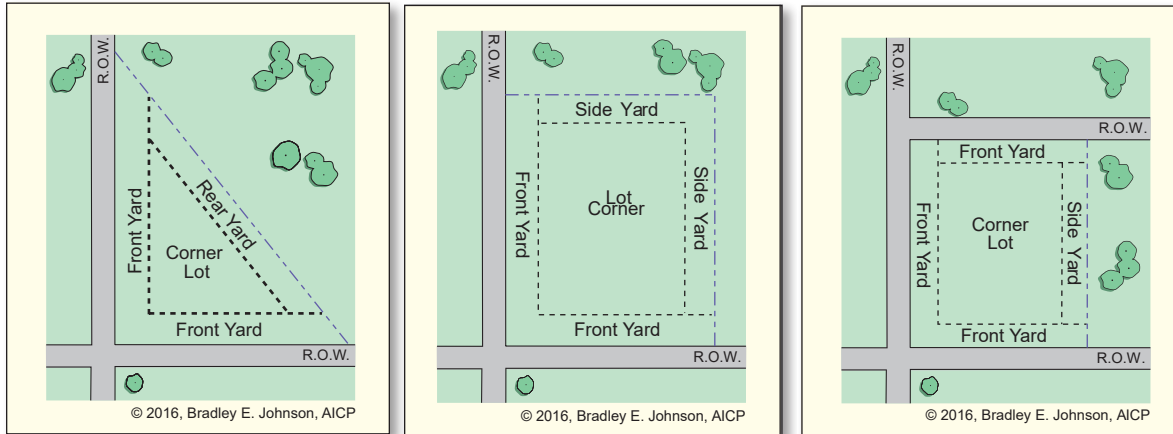 R.O.W.
Front Yard
Rear Yard
Corner
Lot
Front Yard
R.O.W.
© 2016, Bradley E. Johnson, AICP
R.O.W.
Side Yard
Front Yard
Lot
Corner
Side Yard
Front Yard
R.O.W.
© 2016, Bradley E. Johnson, AICP
R.O.W.
R.O.W.
Front Yard
Front Yard
Corner
Lot
Side Yard
Front Yard
R.O.W.
© 2016, Bradley E. Johnson, AICP